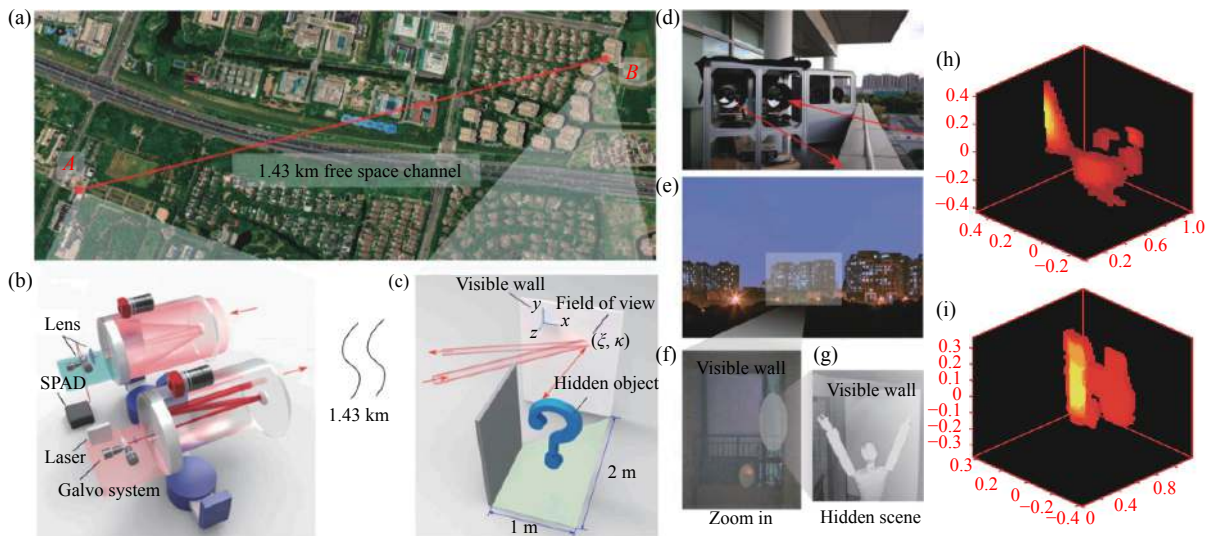 (a)
A
B
1.43 km free space channel
(b)
Lens
SPAD
Laser
Galvo system
1.43 km
(c)
Visible wall
Field of view
y
x
z
(ξ, κ)
Hidden object
2 m
1 m
(d)
(e)
(f)
Visible wall
Zoom in
(g)
Visible wall
Hidden scene
(h)
0.4
0.2
0
−0.2
−0.4
0.4
0.2
0
−0.2
0.2
0.6
1.0
(i)
0.3
0.2
0.1
0
−0.1
−0.2
−0.3
0.3
0.2
0
−0.2
−0.4
0
0.4
0.8